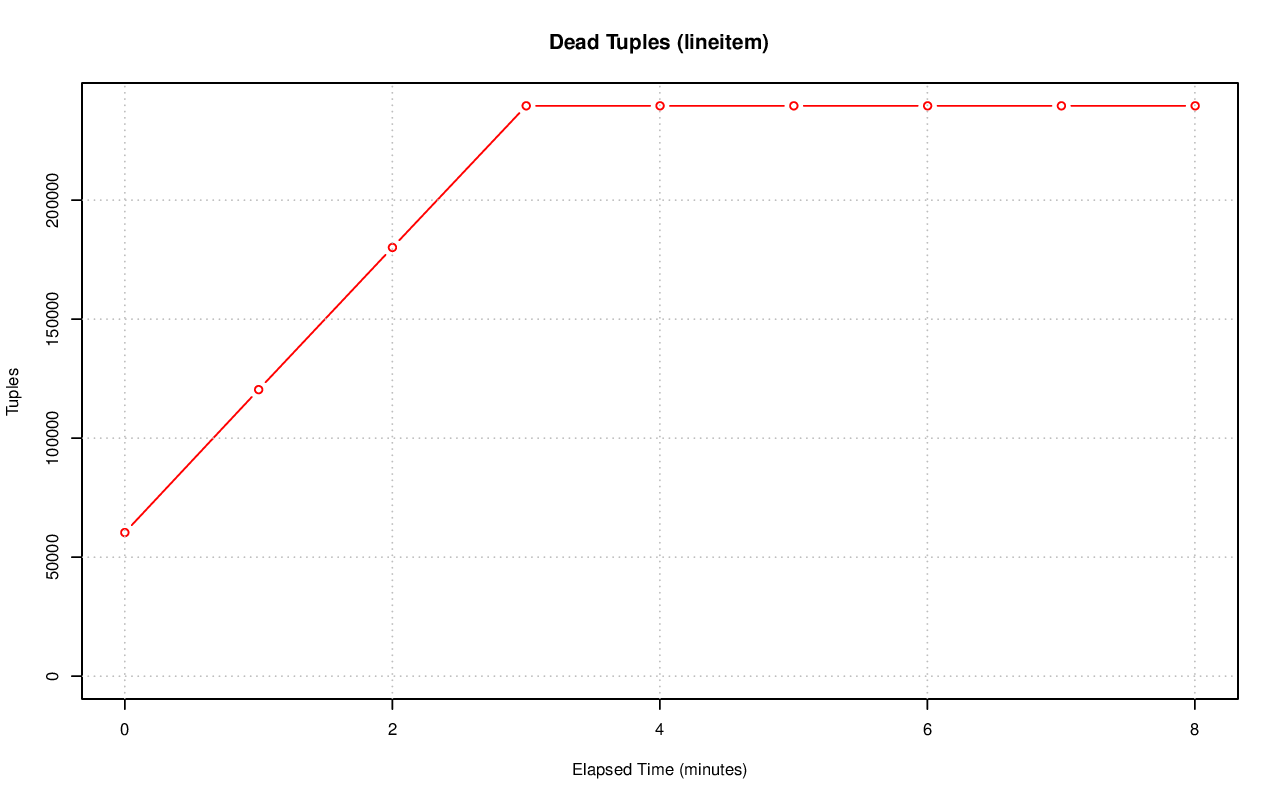 Dead Tuples (lineitem)
200000
150000
100000
50000
0
Tuples
0 2 4 6 8
Elapsed Time (minutes)